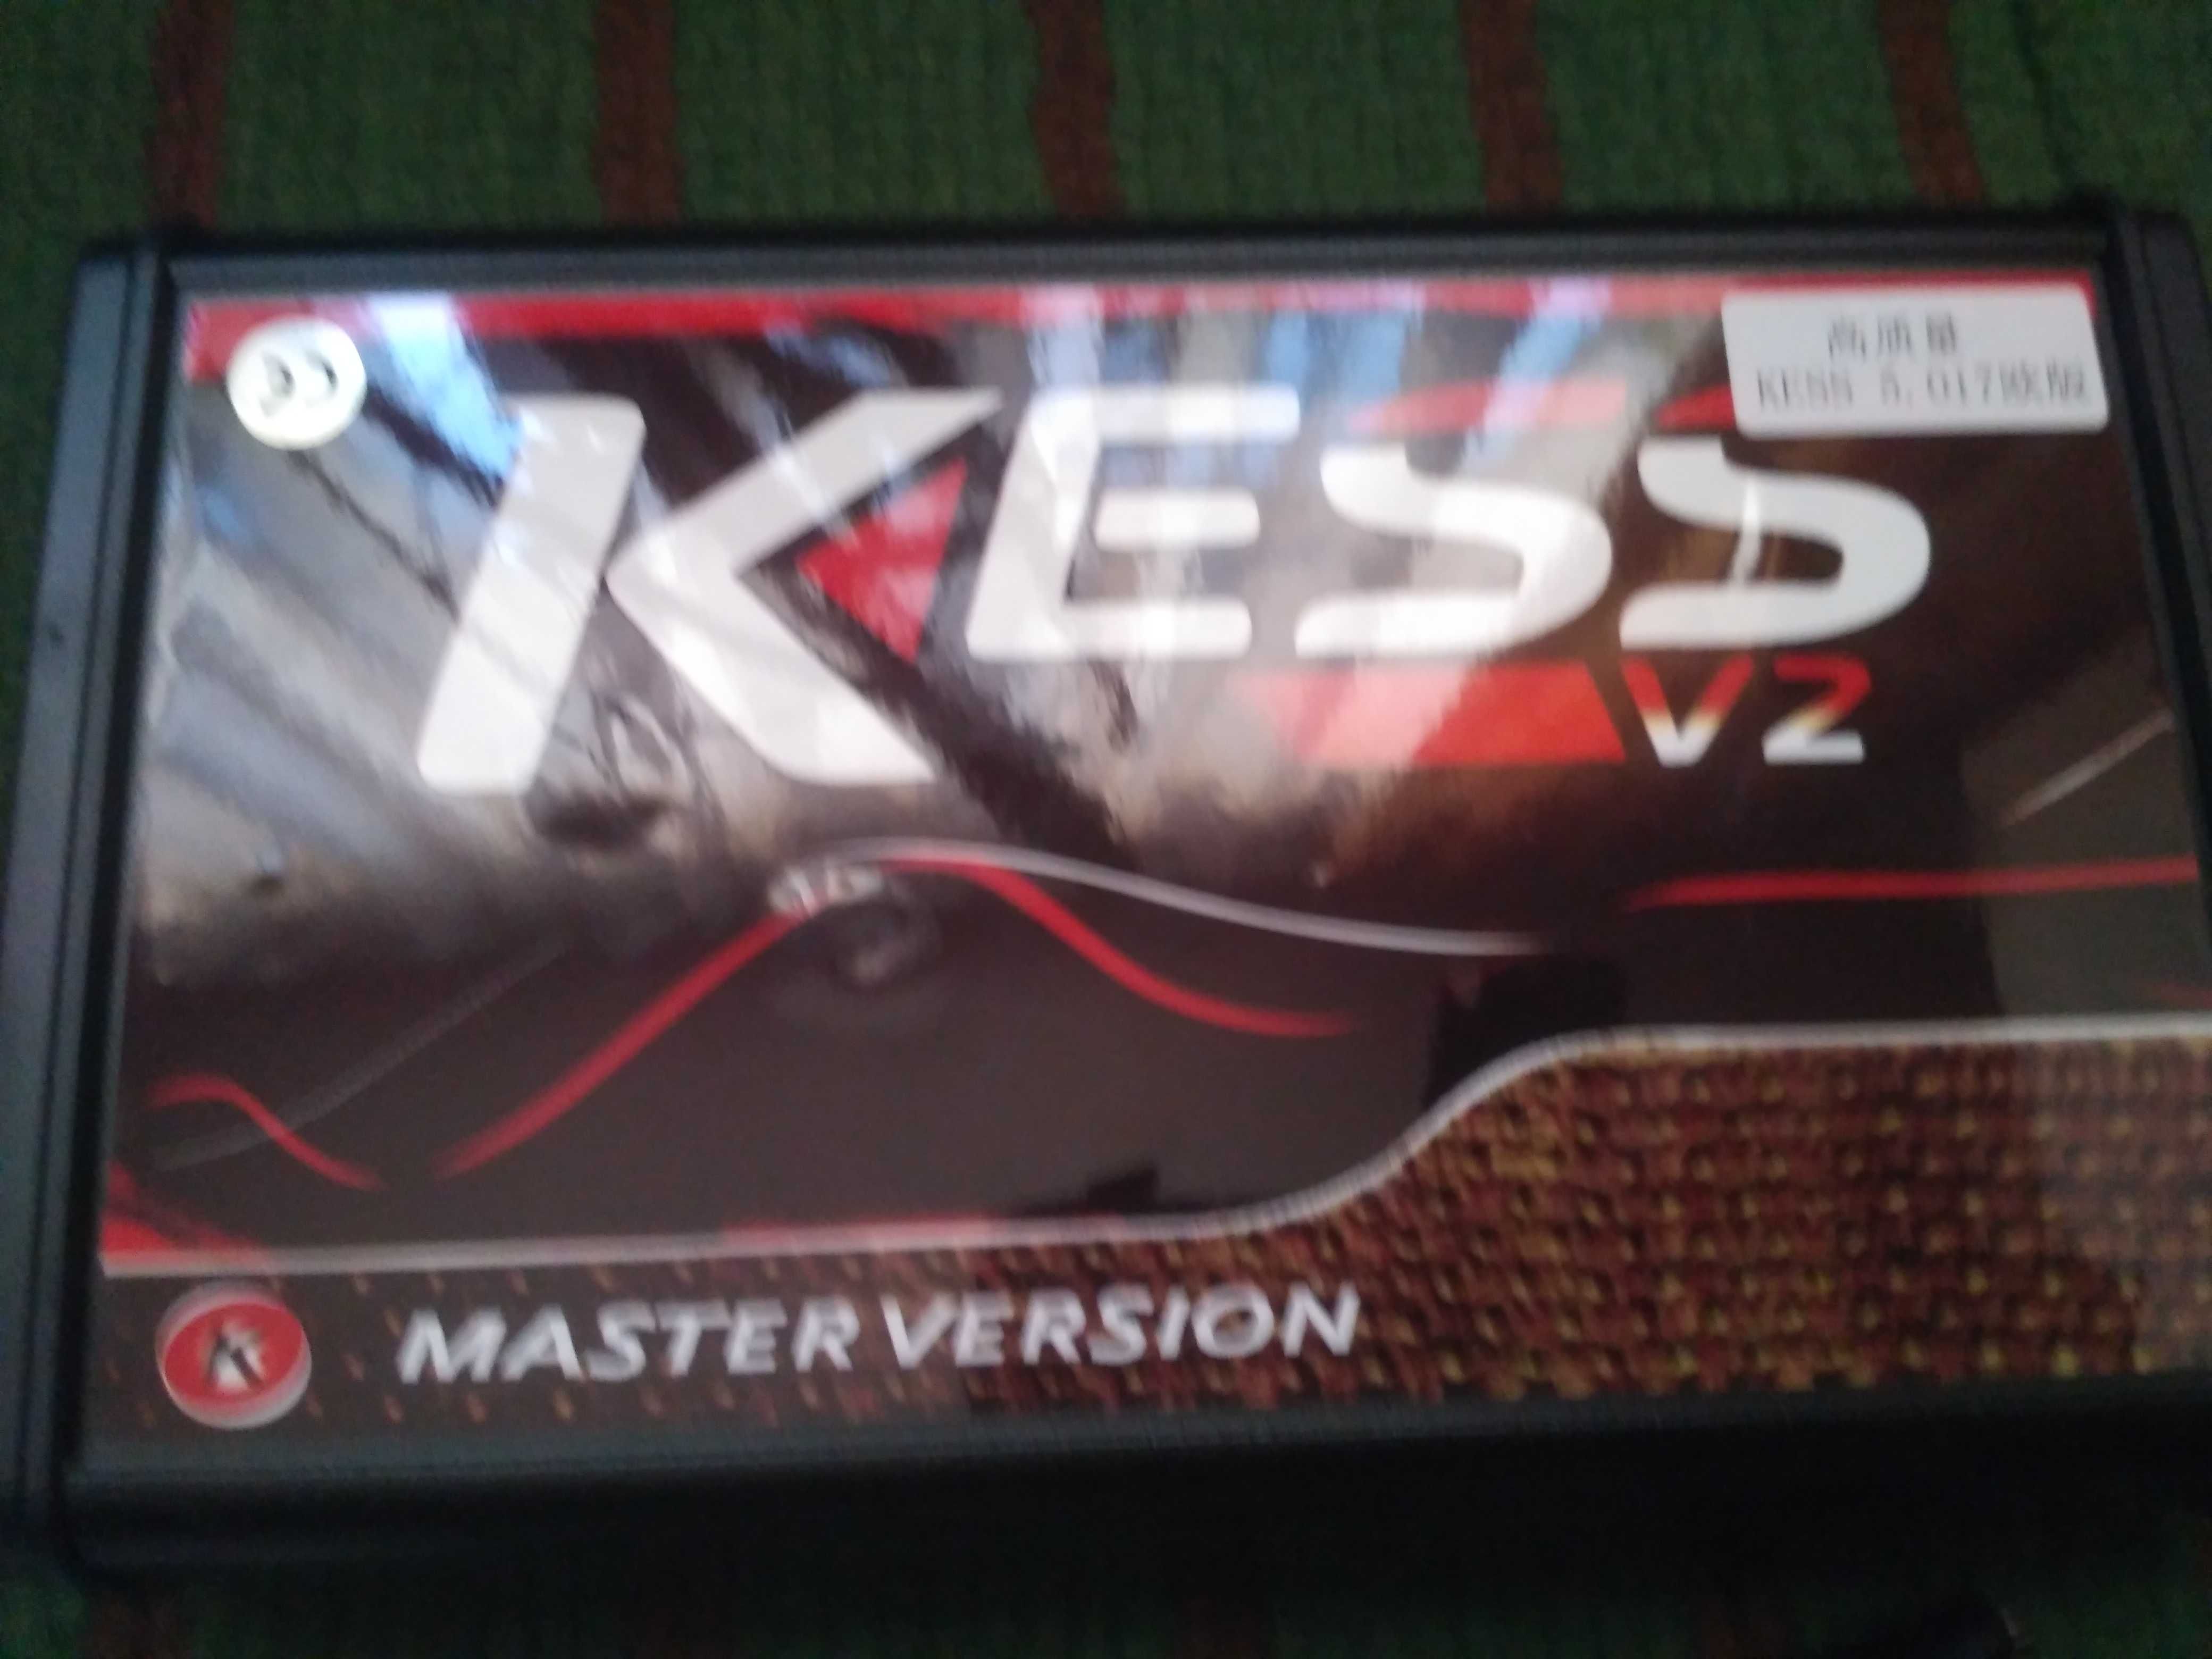 高质量
KESS 5.017欧版
KESS
V2
MASTER VERSION